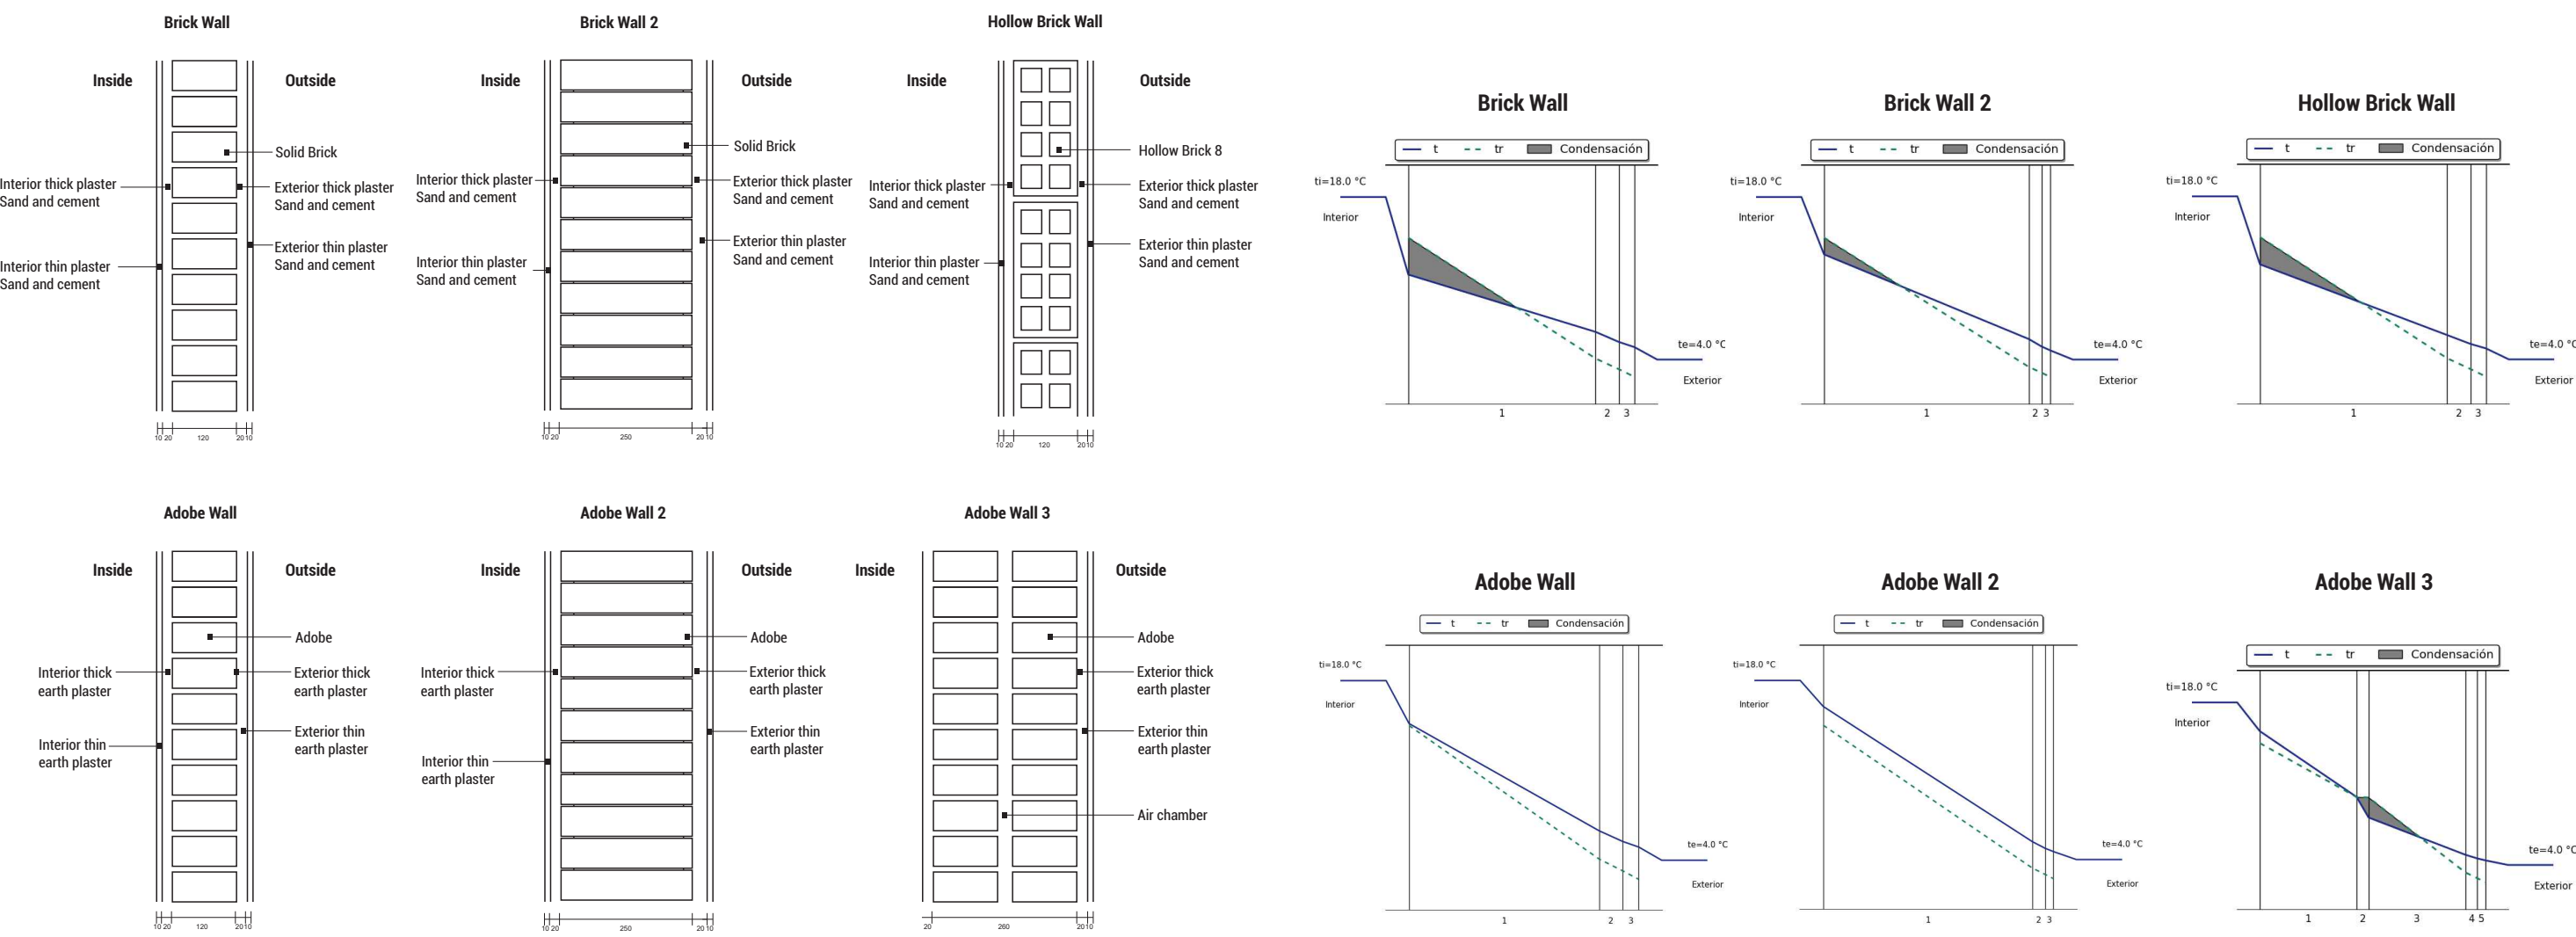 Brick Wall
Inside
Outside
Solid Brick
Interior thick plaster
Sand and cement
Exterior thick plaster
Sand and cement
Exterior thin plaster
Sand and cement
Interior thin plaster
Sand and cement
10 20 120 20 10
Brick Wall 2
Inside
Outside
Solid Brick
Interior thick plaster
Sand and cement
Exterior thick plaster
Sand and cement
Exterior thin plaster
Sand and cement
Interior thin plaster
Sand and cement
10 20 250 20 10
Hollow Brick Wall
Inside
Outside
Hollow Brick 8
Interior thick plaster
Sand and cement
Exterior thick plaster
Sand and cement
Exterior thin plaster
Sand and cement
Interior thin plaster
Sand and cement
10 20 120 20 10
Brick Wall
t tr Condensación
ti=18.0 °C
Interior
te=4.0 °C
Exterior
1 2 3
Brick Wall 2
t tr Condensación
ti=18.0 °C
Interior
te=4.0 °C
Exterior
1 2 3
Hollow Brick Wall
t tr Condensación
ti=18.0 °C
Interior
te=4.0 °C
Exterior
1 2 3
Adobe Wall
Inside
Outside
Adobe
Interior thick
earth plaster
Exterior thick
earth plaster
Exterior thin
earth plaster
Interior thin
earth plaster
10 20 120 20 10
Adobe Wall 2
Inside
Outside
Adobe
Interior thick
earth plaster
Exterior thick
earth plaster
Exterior thin
earth plaster
Interior thin
earth plaster
10 20 250 20 10
Adobe Wall 3
Inside
Outside
Adobe
Exterior thick
earth plaster
Exterior thin
earth plaster
Air chamber
20 260 20 10
Adobe Wall
t tr Condensación
ti=18.0 °C
Interior
te=4.0 °C
Exterior
1 2 3
Adobe Wall 2
t tr Condensación
ti=18.0 °C
Interior
te=4.0 °C
Exterior
1 2 3
Adobe Wall 3
t tr Condensación
ti=18.0 °C
Interior
te=4.0 °C
Exterior
1 2 3 4 5